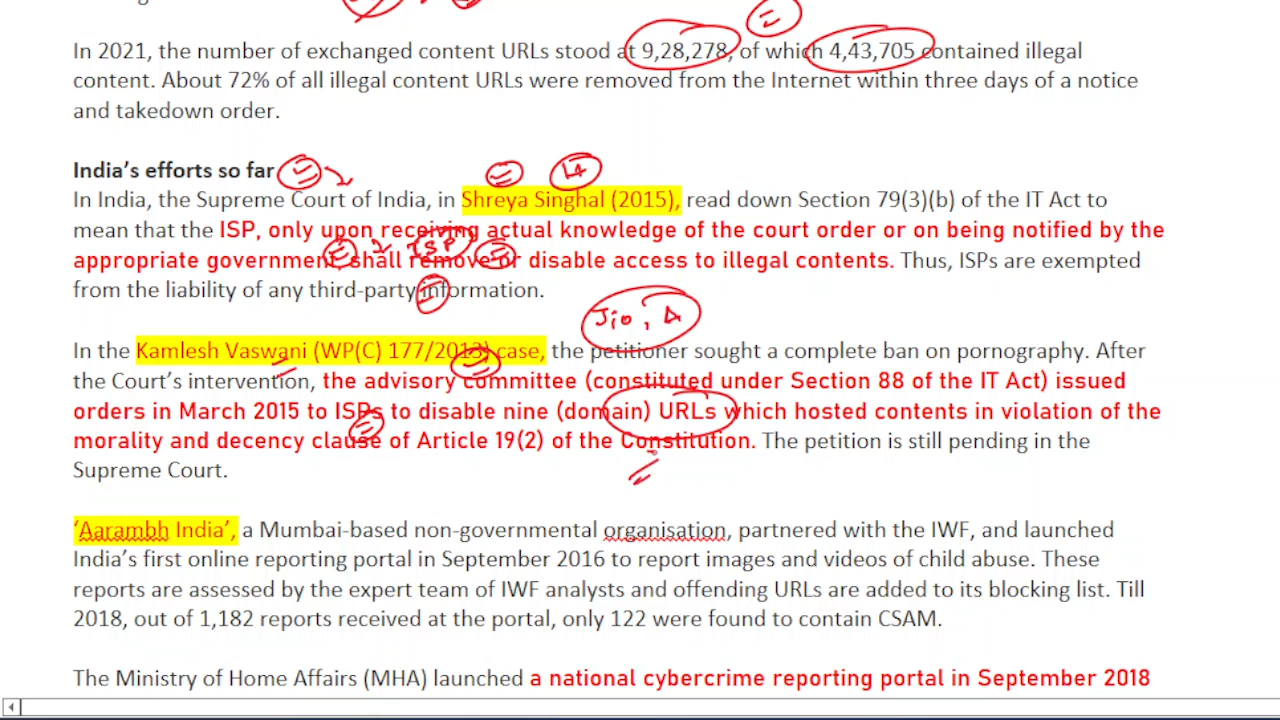 In 2021, the number of exchanged content URLs stood at 9,28,278, of which 4,43,705 contained illegal
content. About 72% of all illegal content URLs were removed from the Internet within three days of a notice
and takedown order.
India's efforts so far
In India, the Supreme Court of India, in Shreya Singhal (2015), read down Section 79(3)(b) of the IT Act to
mean that the ISP, only upon receiving actual knowledge of the court order or on being notified by the
ISP
appropriate government, shall remove or disable access to illegal contents. Thus, ISPs are exempted
from the liability of any third-party information.
Jio, A
In the Kamlesh Vaswani (WP(C) 177/2013) case, the petitioner sought a complete ban on pornography. After
the Court's intervention, the advisory committee (constituted under Section 88 of the IT Act) issued
orders in March 2015 to ISPs to disable nine (domain) URLs which hosted contents in violation of the
morality and decency clause of Article 19(2) of the Constitution. The petition is still pending in the
Supreme Court.
'Aarambh India', a Mumbai-based non-governmental organisation, partnered with the IWF, and launched
India's first online reporting portal in September 2016 to report images and videos of child abuse. These
reports are assessed by the expert team of IWF analysts and offending URLs are added to its blocking list. Till
2018, out of 1,182 reports received at the portal, only 122 were found to contain CSAM.
The Ministry of Home Affairs (MHA) launched a national cybercrime reporting portal in September 2018